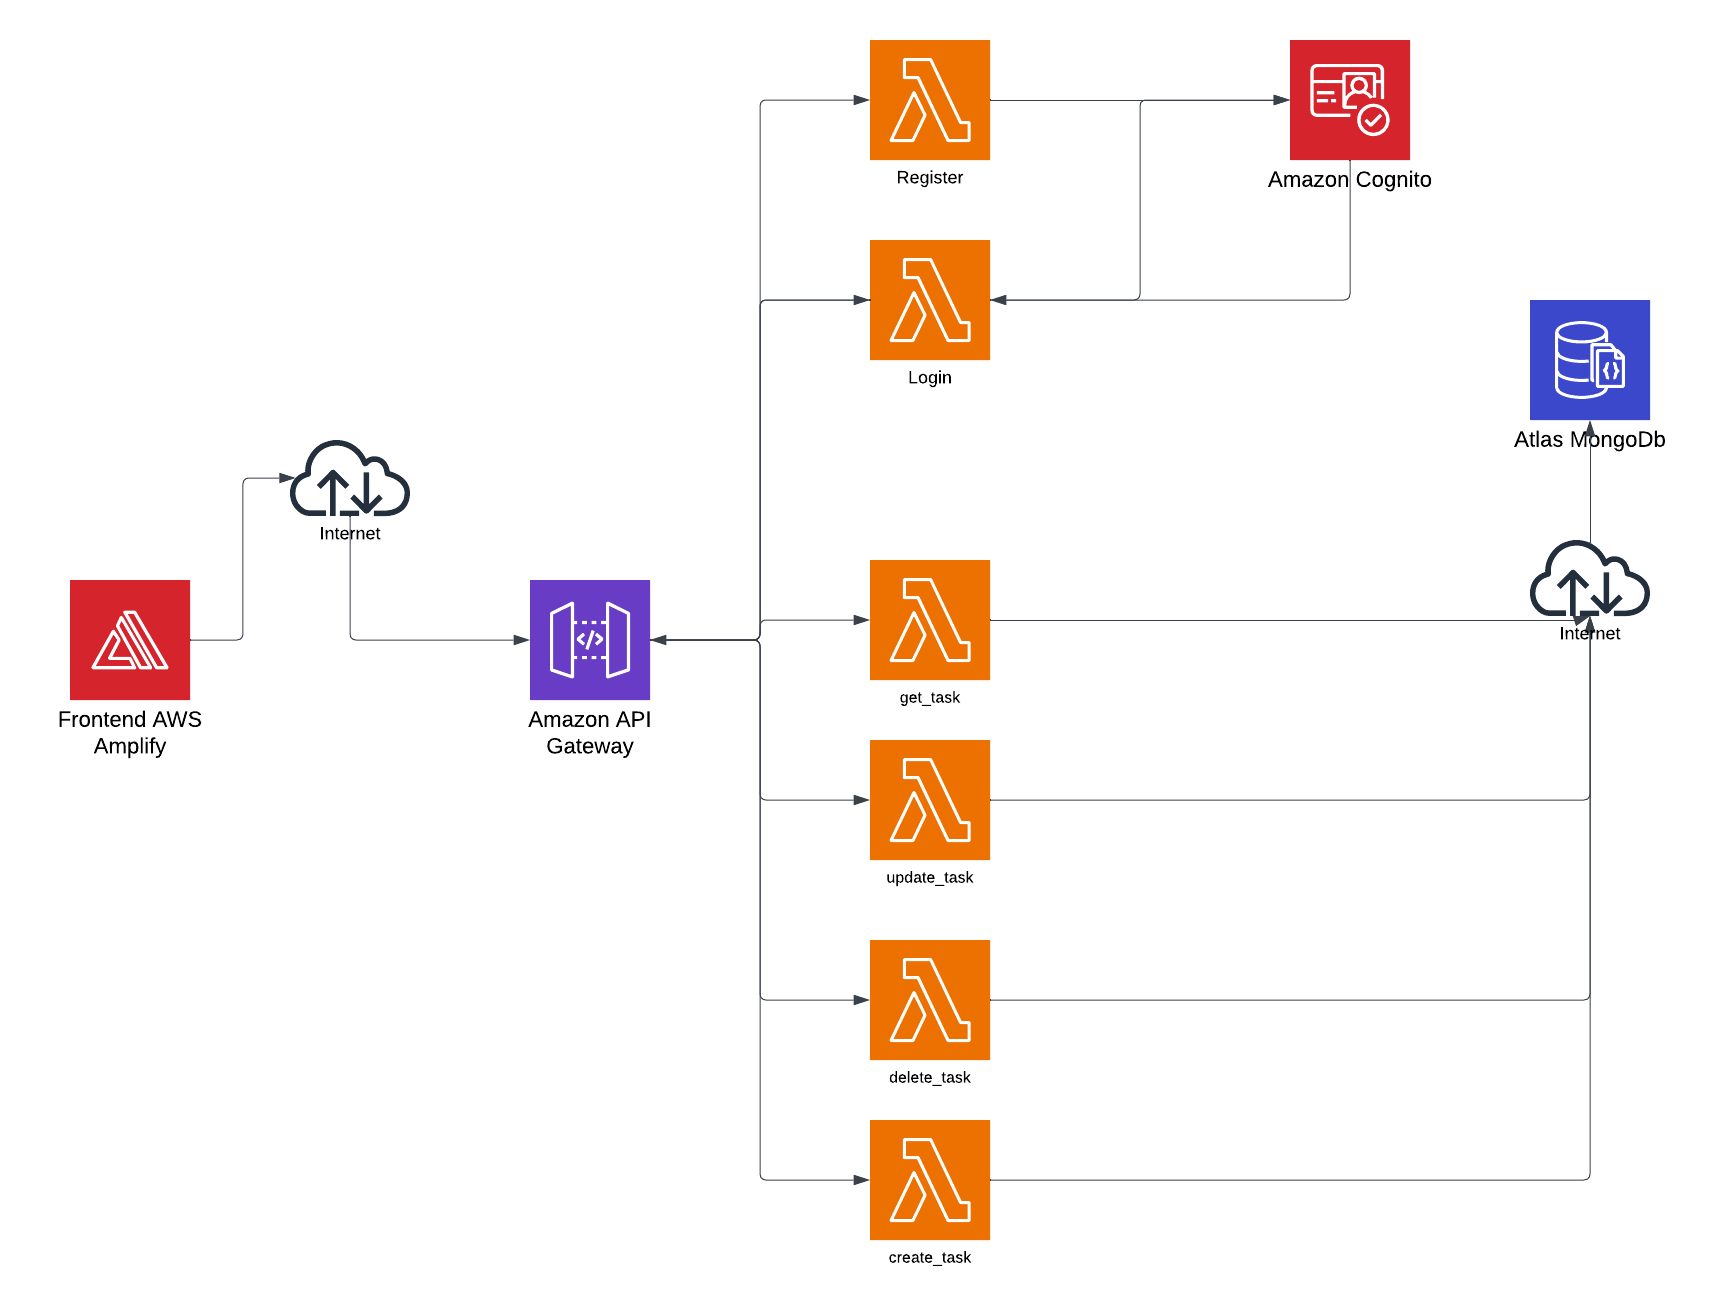 Register
Amazon Cognito
Login
Atlas MongoDb
Internet
Internet
Frontend AWS
Amplify
Amazon API
Gateway
get_task
update_task
delete_task
create_task